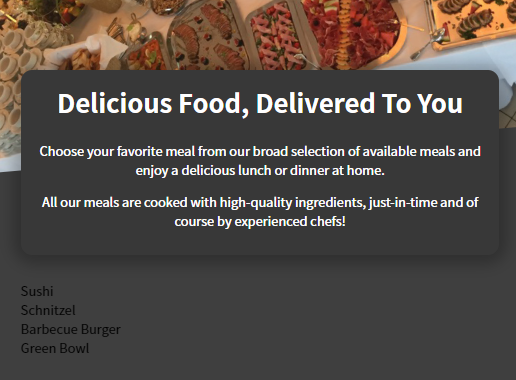 Delicious Food, Delivered To You
Choose your favorite meal from our broad selection of available meals and
enjoy a delicious lunch or dinner at home.
All our meals are cooked with high-quality ingredients, just-in-time and of
course by experienced chefs!
Sushi
Schnitzel
Barbecue Burger
Green Bowl